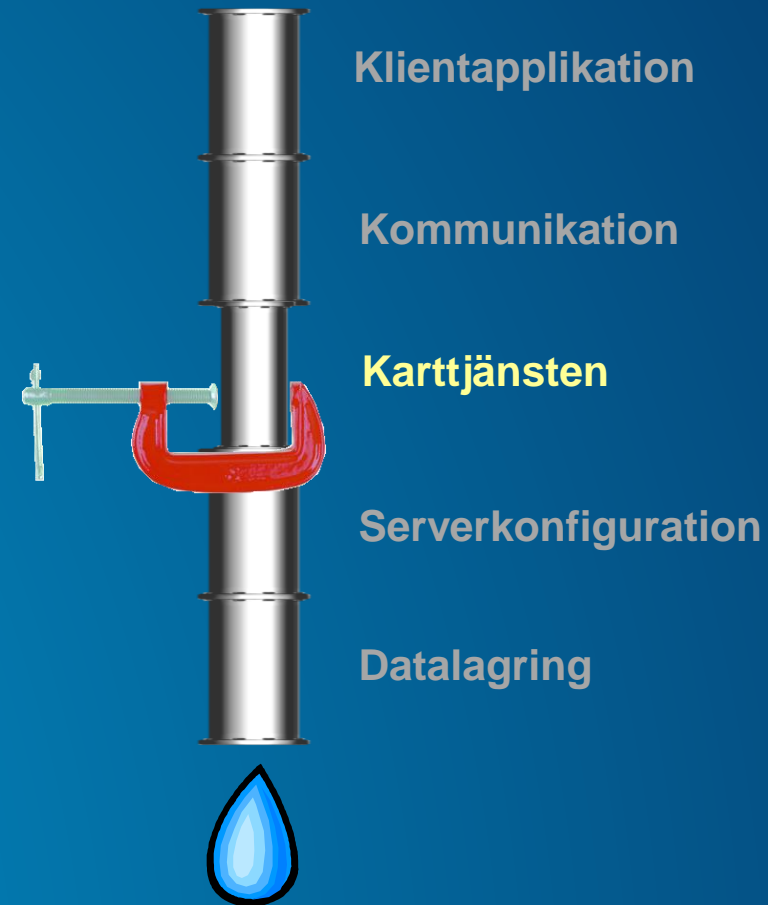 Klientapplikation
Kommunikation
Karttjänsten
Serverkonfiguration
Datalagring